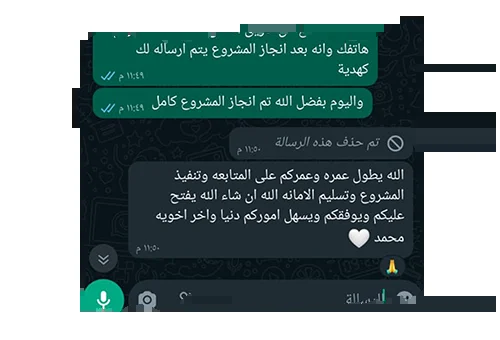 هاتفك وانه بعد انجاز المشروع يتم ارساله لك
كهدية
١١:٤٩ م
واليوم بفضل الله تم انجاز المشروع كامل
١١:٤٩ م
تم حذف هذه الرسالة
١١:٥٠ م
الله يطول عمره وعمركم على المتابعه وتنفيذ
المشروع وتسليم الامانه الله ان شاء الله يفتح
عليكم ويوفقكم ويسهل اموركم دنيا واخر اخويه
محمد 🤍
١١:٥٠ م
🙏